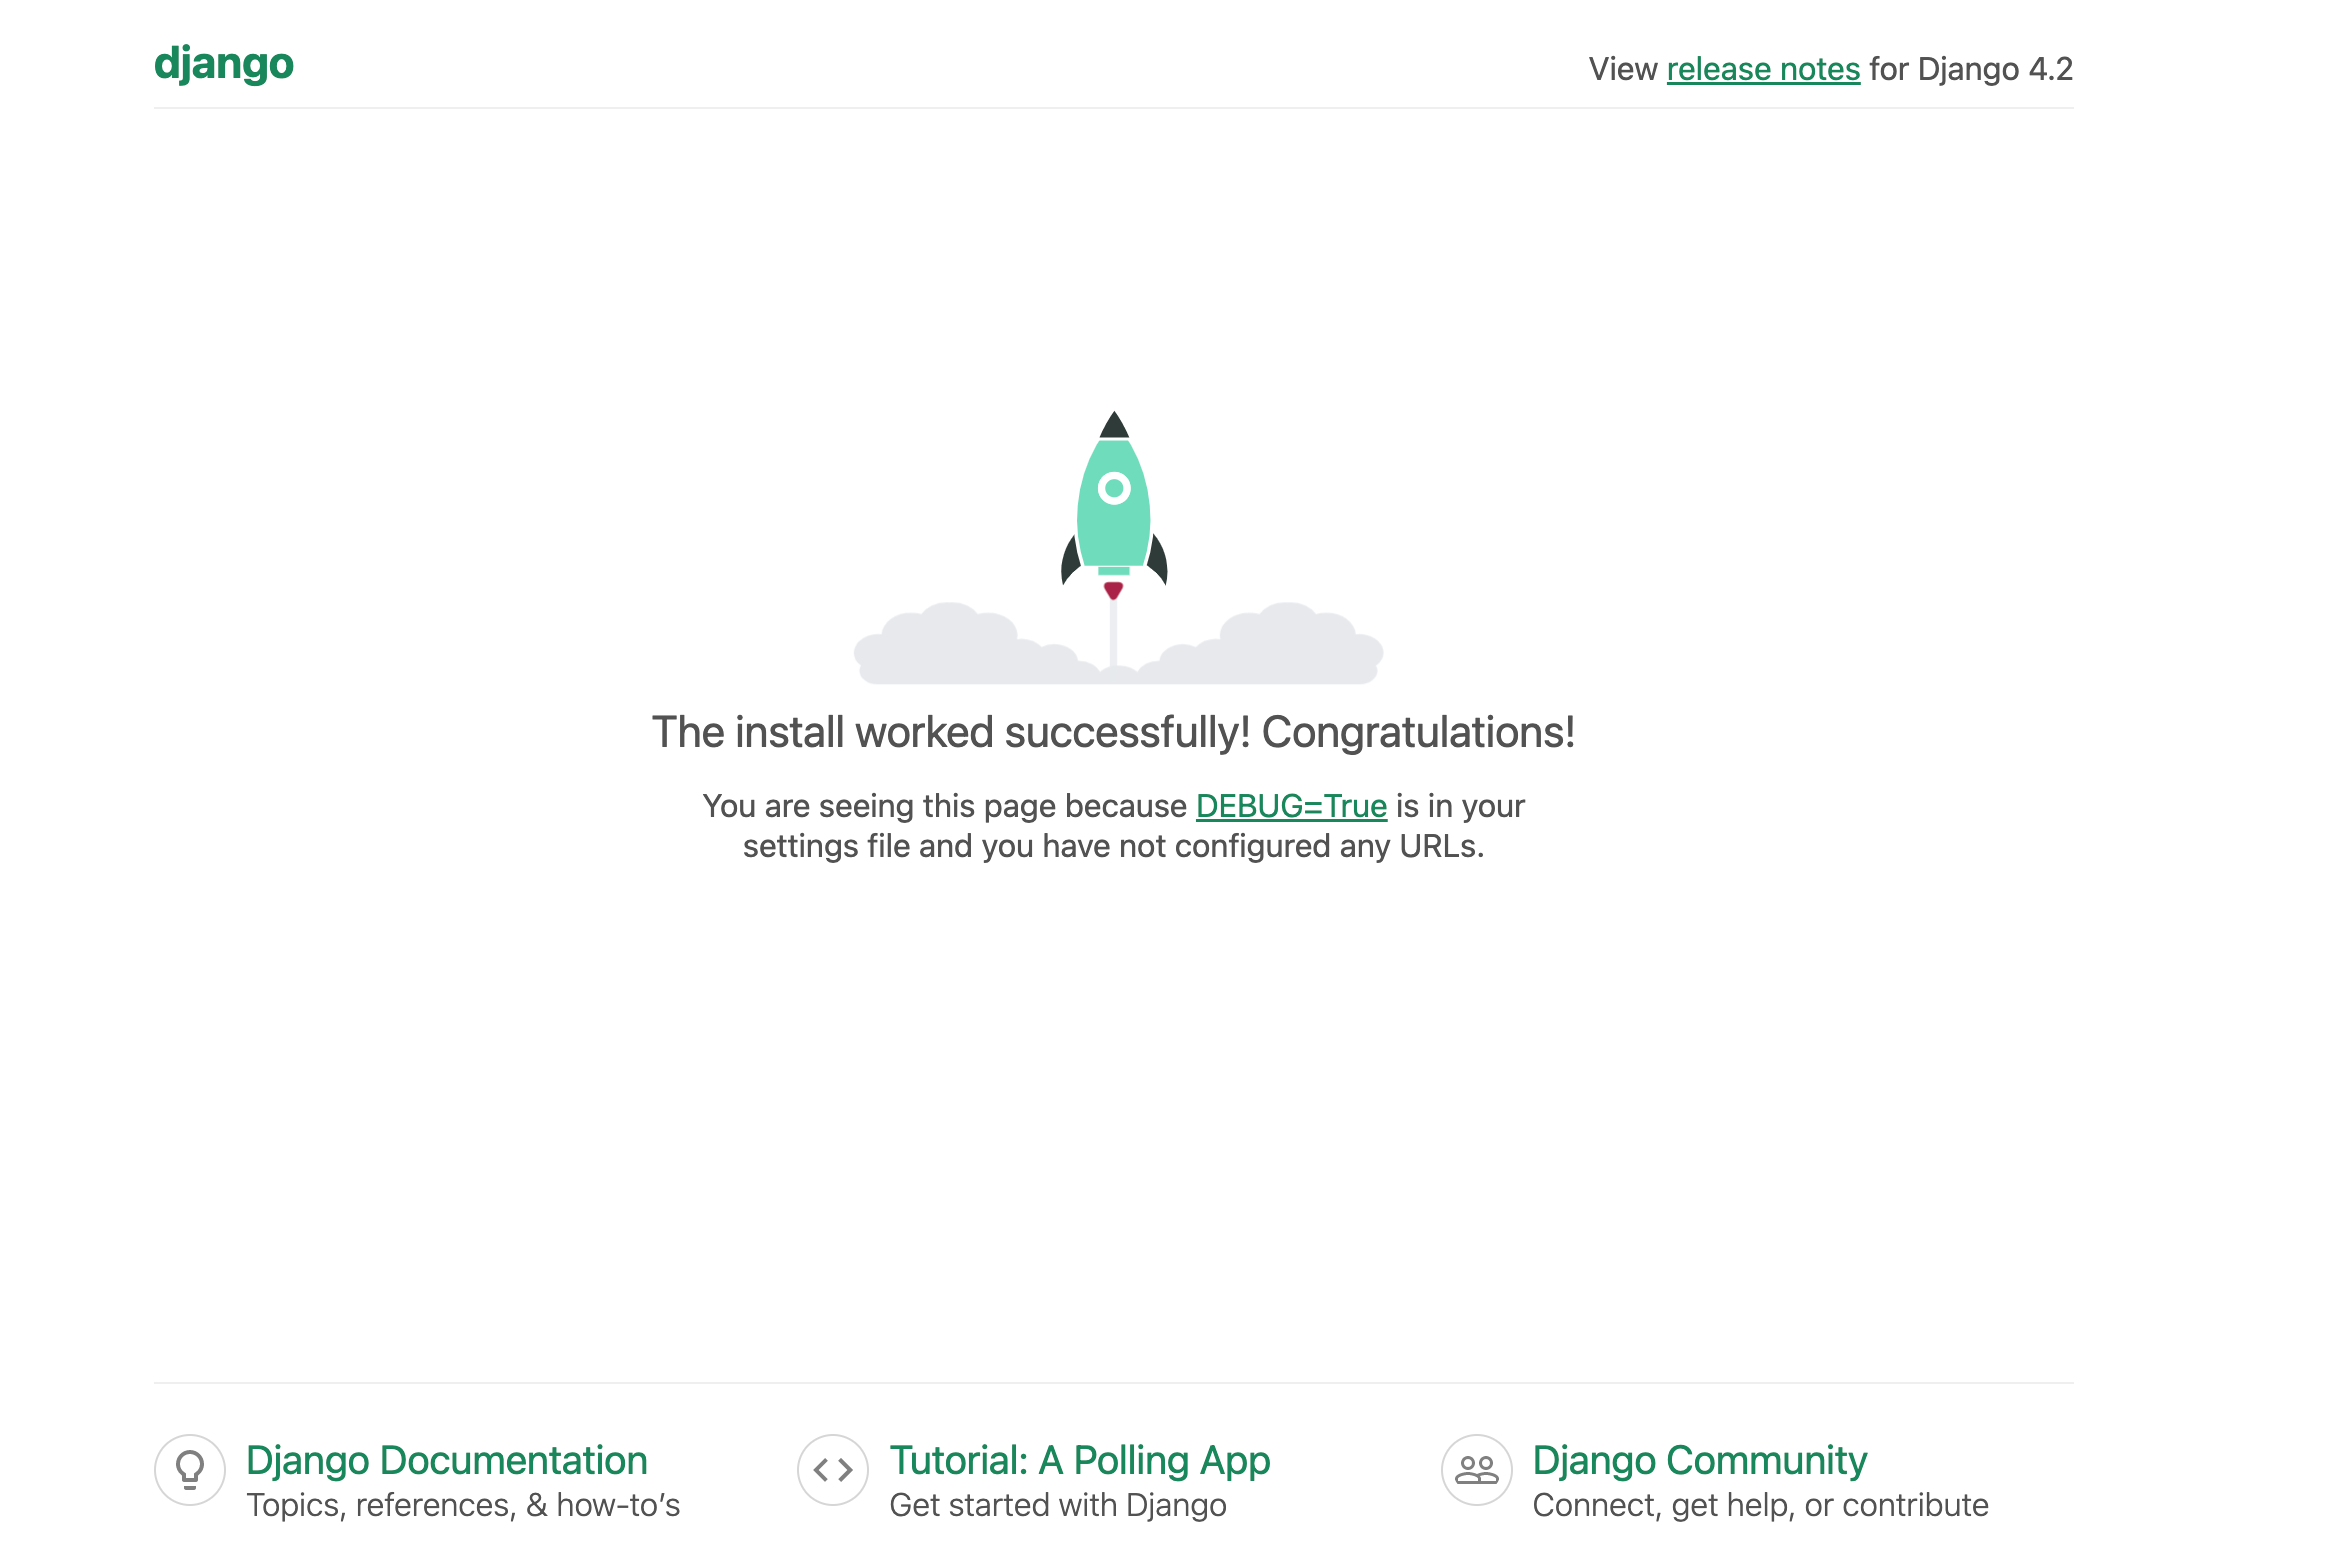 django
View release notes for Django 4.2
The install worked successfully! Congratulations!
You are seeing this page because DEBUG=True is in your
settings file and you have not configured any URLs.
Django Documentation
Topics, references, & how-to’s
Tutorial: A Polling App
Get started with Django
Django Community
Connect, get help, or contribute